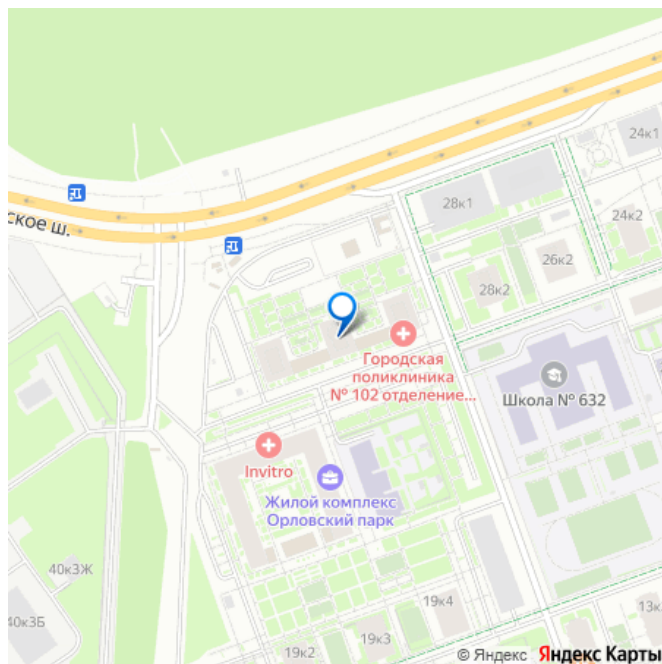 24к1
ское ш.
28к1
24к2
26к2
28к2
Городская
поликлиника
№ 102 отделение...
Школа № 632
Invitro
Жилой комплекс
Орловский парк
40к3Ж
40к3Б
19к4
19к3
19к2
13к
© Яндекс Яндекс Карты